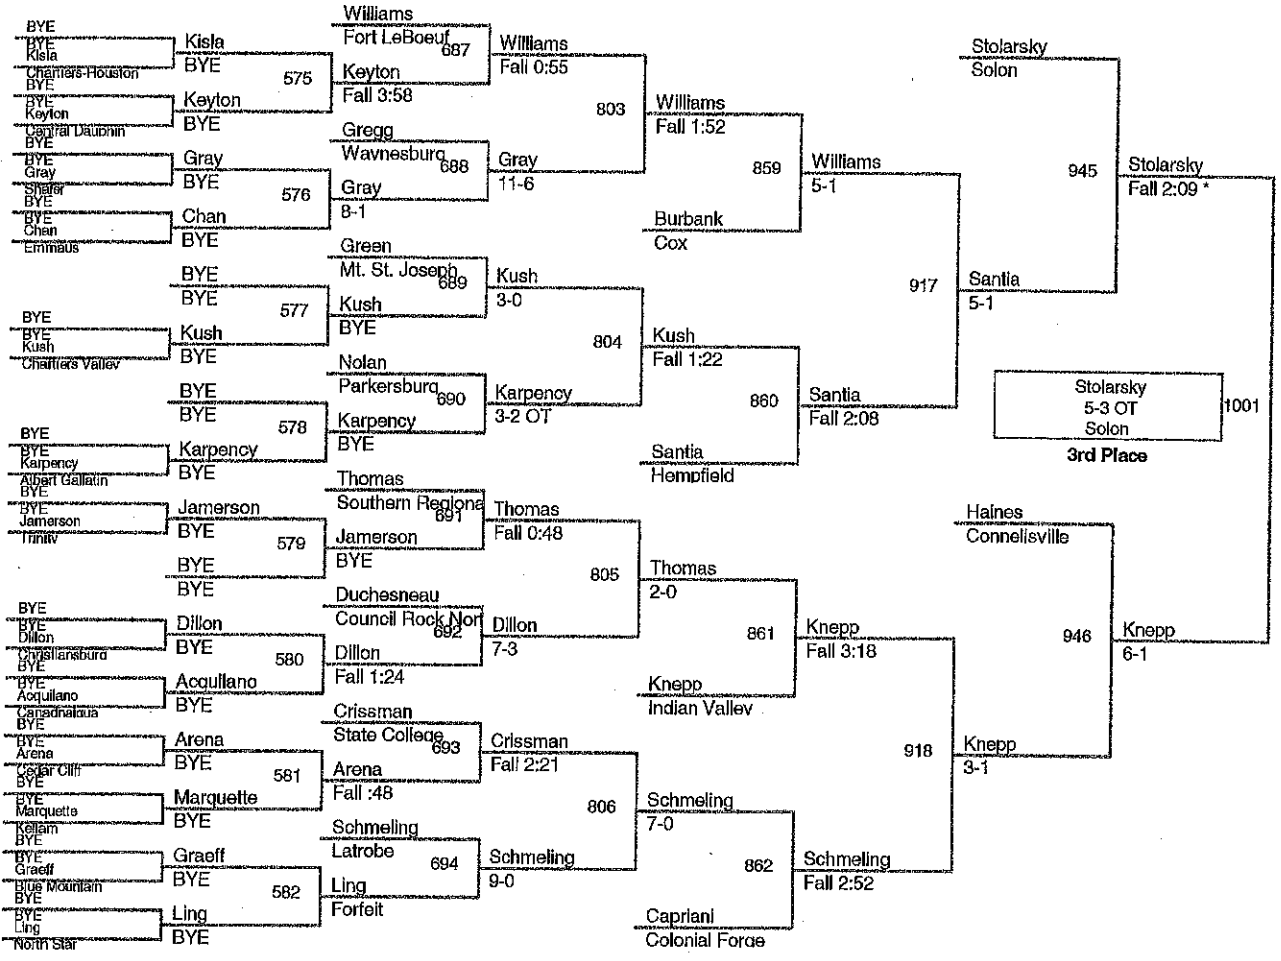 BYE
BYE
Kisla
Chartiers-Houston
BYE
BYE
Keyton
Central Dauphin
BYE
BYE
Gray
Shafer
BYE
BYE
Chan
Emmaus
BYE
BYE
Kush
Chartiers Valley
BYE
BYE
Karpency
Albert Gallatin
BYE
BYE
Jamerson
Trinity
BYE
BYE
Dillon
Christiansburg
BYE
BYE
Acquilano
Canadnaigua
BYE
BYE
Arena
Cedar Cliff
BYE
BYE
Marquette
Kellam
BYE
BYE
Graeff
Blue Mountain
BYE
BYE
Ling
North Star
Kisla
BYE
575
Keyton
BYE
Gray
BYE
576
Chan
BYE
BYE
BYE
577
Kush
BYE
BYE
BYE
578
Karpency
BYE
Jamerson
BYE
579
BYE
BYE
Dillon
BYE
580
Acquilano
BYE
Arena
BYE
581
Marquette
BYE
Graeff
BYE
582
Ling
BYE
Williams
Fort LeBoeuf
687
Keyton
Fall 3:58
Gregg
Waynesburg
688
Gray
8-1
Green
Mt. St. Joseph
689
Kush
BYE
Nolan
Parkersburg
690
Karpency
BYE
Thomas
Southern Regiona
691
Jamerson
BYE
Duchesneau
Council Rock Nort
692
Dillon
Fall 1:24
Crissman
State College
693
Arena
Fall :48
Schmeling
Latrobe
694
Ling
Forfeit
Williams
Fall 0:55
803
Gray
11-6
Kush
3-0
804
Karpency
3-2 OT
Thomas
Fall 0:48
805
Dillon
7-3
Crissman
Fall 2:21
806
Schmeling
9-0
Williams
Fall 1:52
859
Burbank
Cox
Kush
Fall 1:22
860
Santia
Hempfield
Thomas
2-0
861
Knepp
Indian Valley
Schmeling
7-0
862
Capriani
Colonial Forge
Williams
5-1
917
Santia
Fall 2:08
Knepp
Fall 3:18
918
Schmeling
Fall 2:52
Stolarsky
Solon
945
Santia
5-1
Haines
Connelisville
946
Knepp
3-1
Stolarsky
Fall 2:09 *
1001
Knepp
6-1
Stolarsky
5-3 OT
Solon
3rd Place